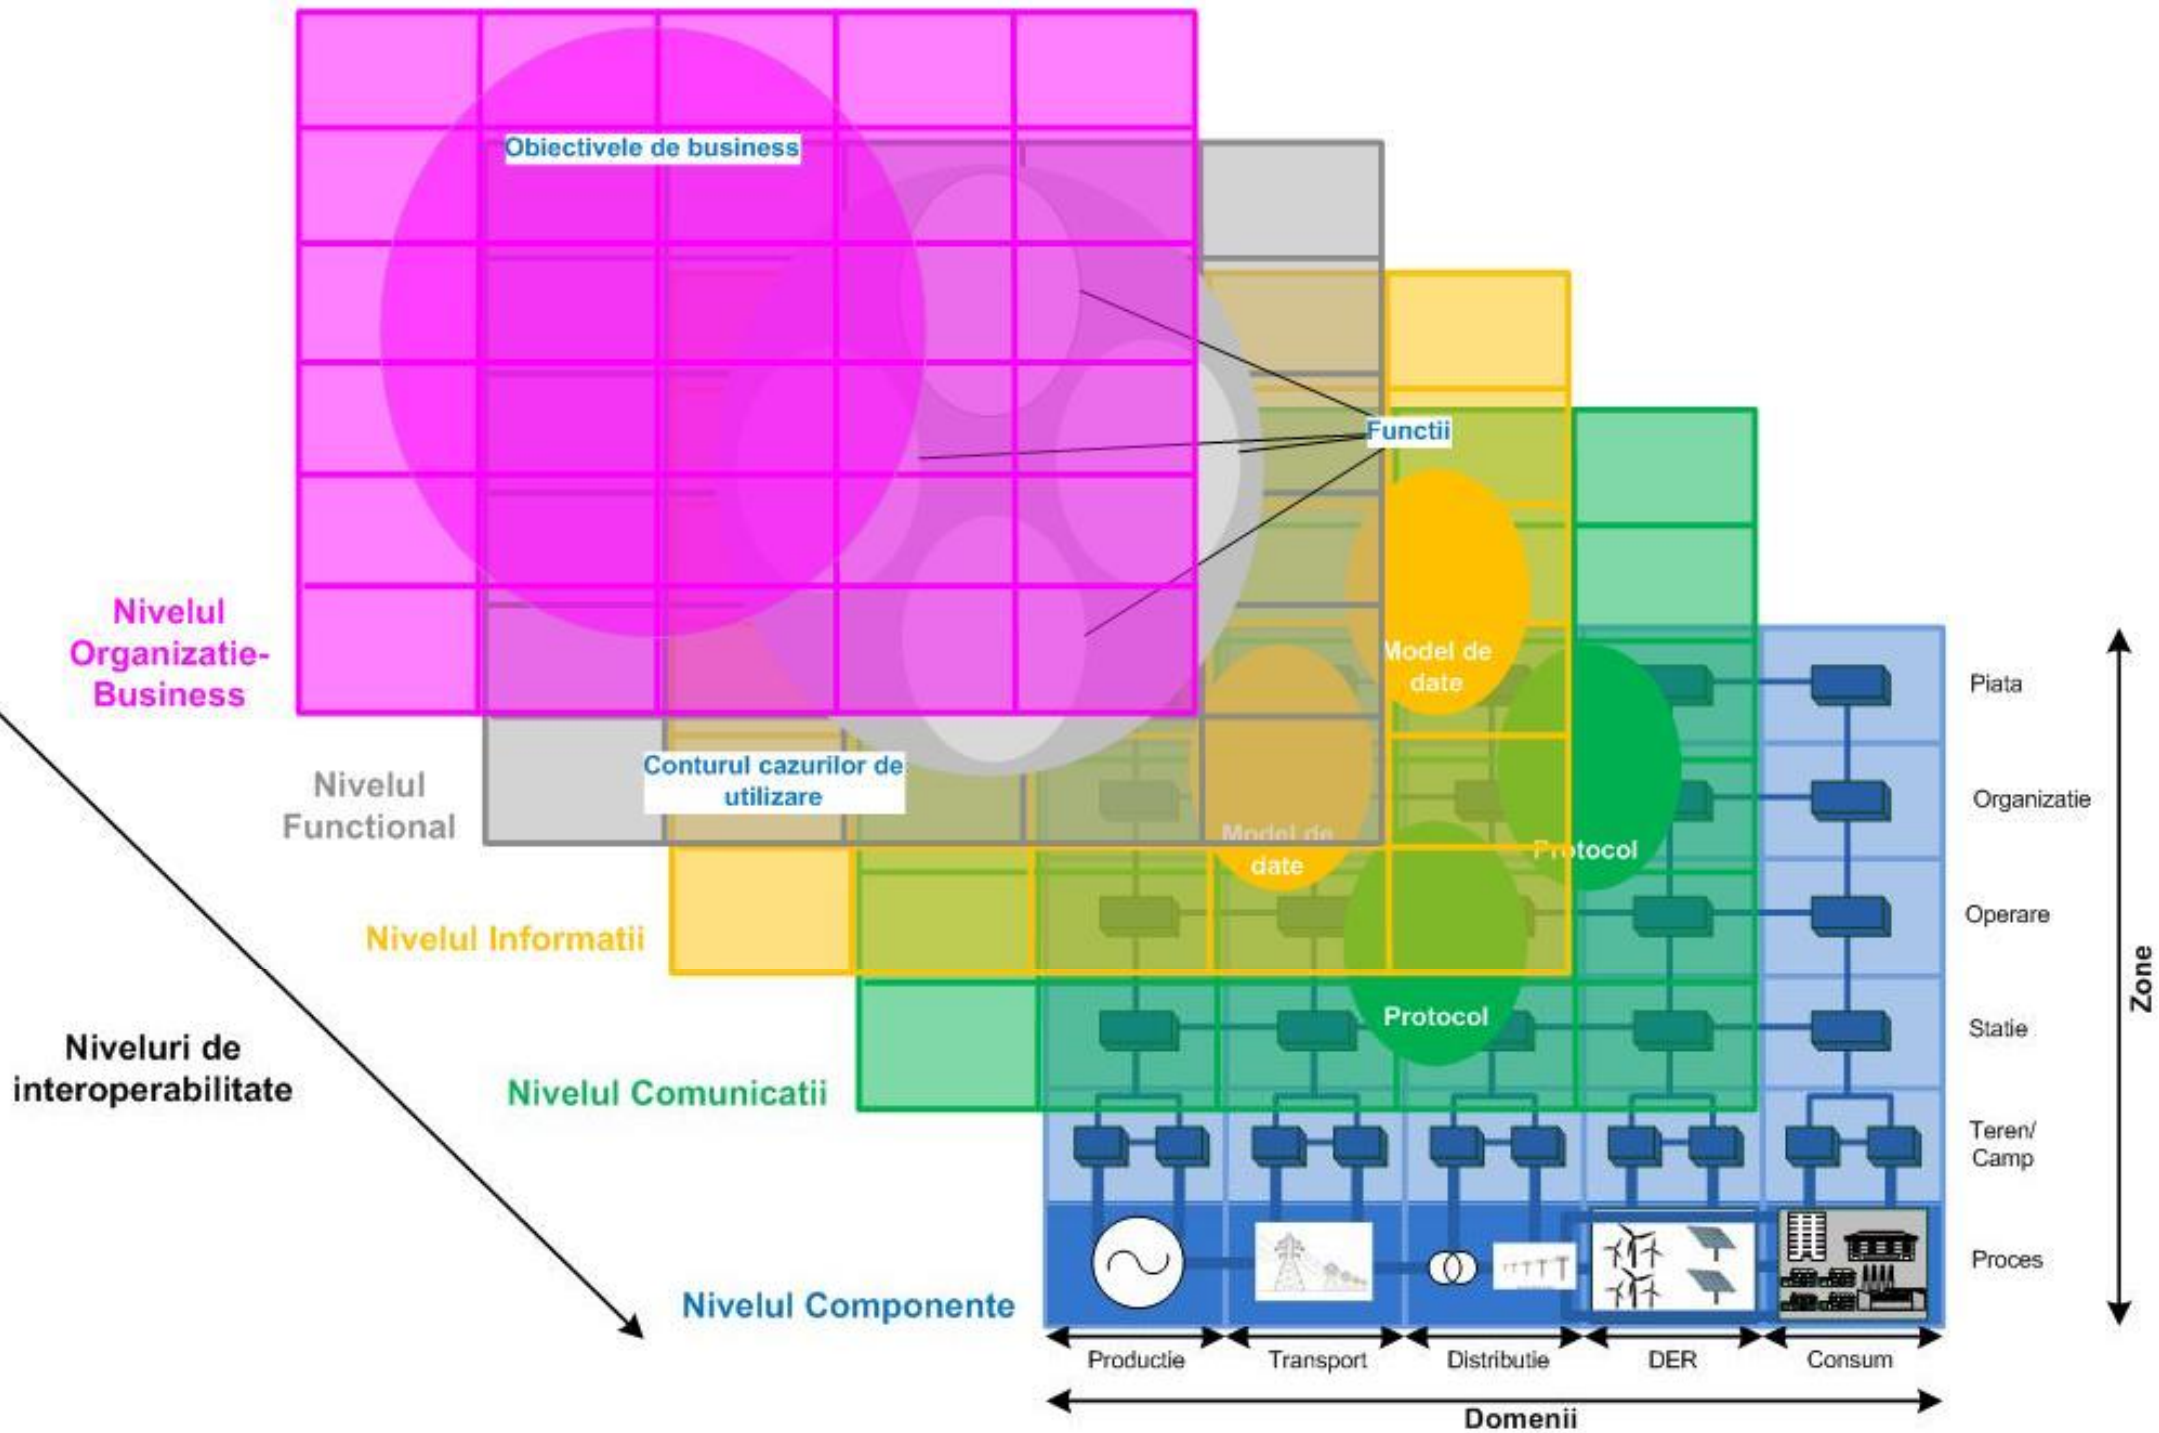 Obiectivele de business
Functii
Nivelul
Organizatie-
Business
Model de
date
Piata
Conturul cazurilor de
utilizare
Nivelul
Functional
Organizatie
Model de
date
Protocol
Nivelul Informatii
Operare
Zone
Protocol
Statie
Niveluri de
interoperabilitate
Nivelul Comunicatii
Teren/
Camp
Proces
Nivelul Componente
Productie
Transport
Distributie
DER
Consum
Domenii